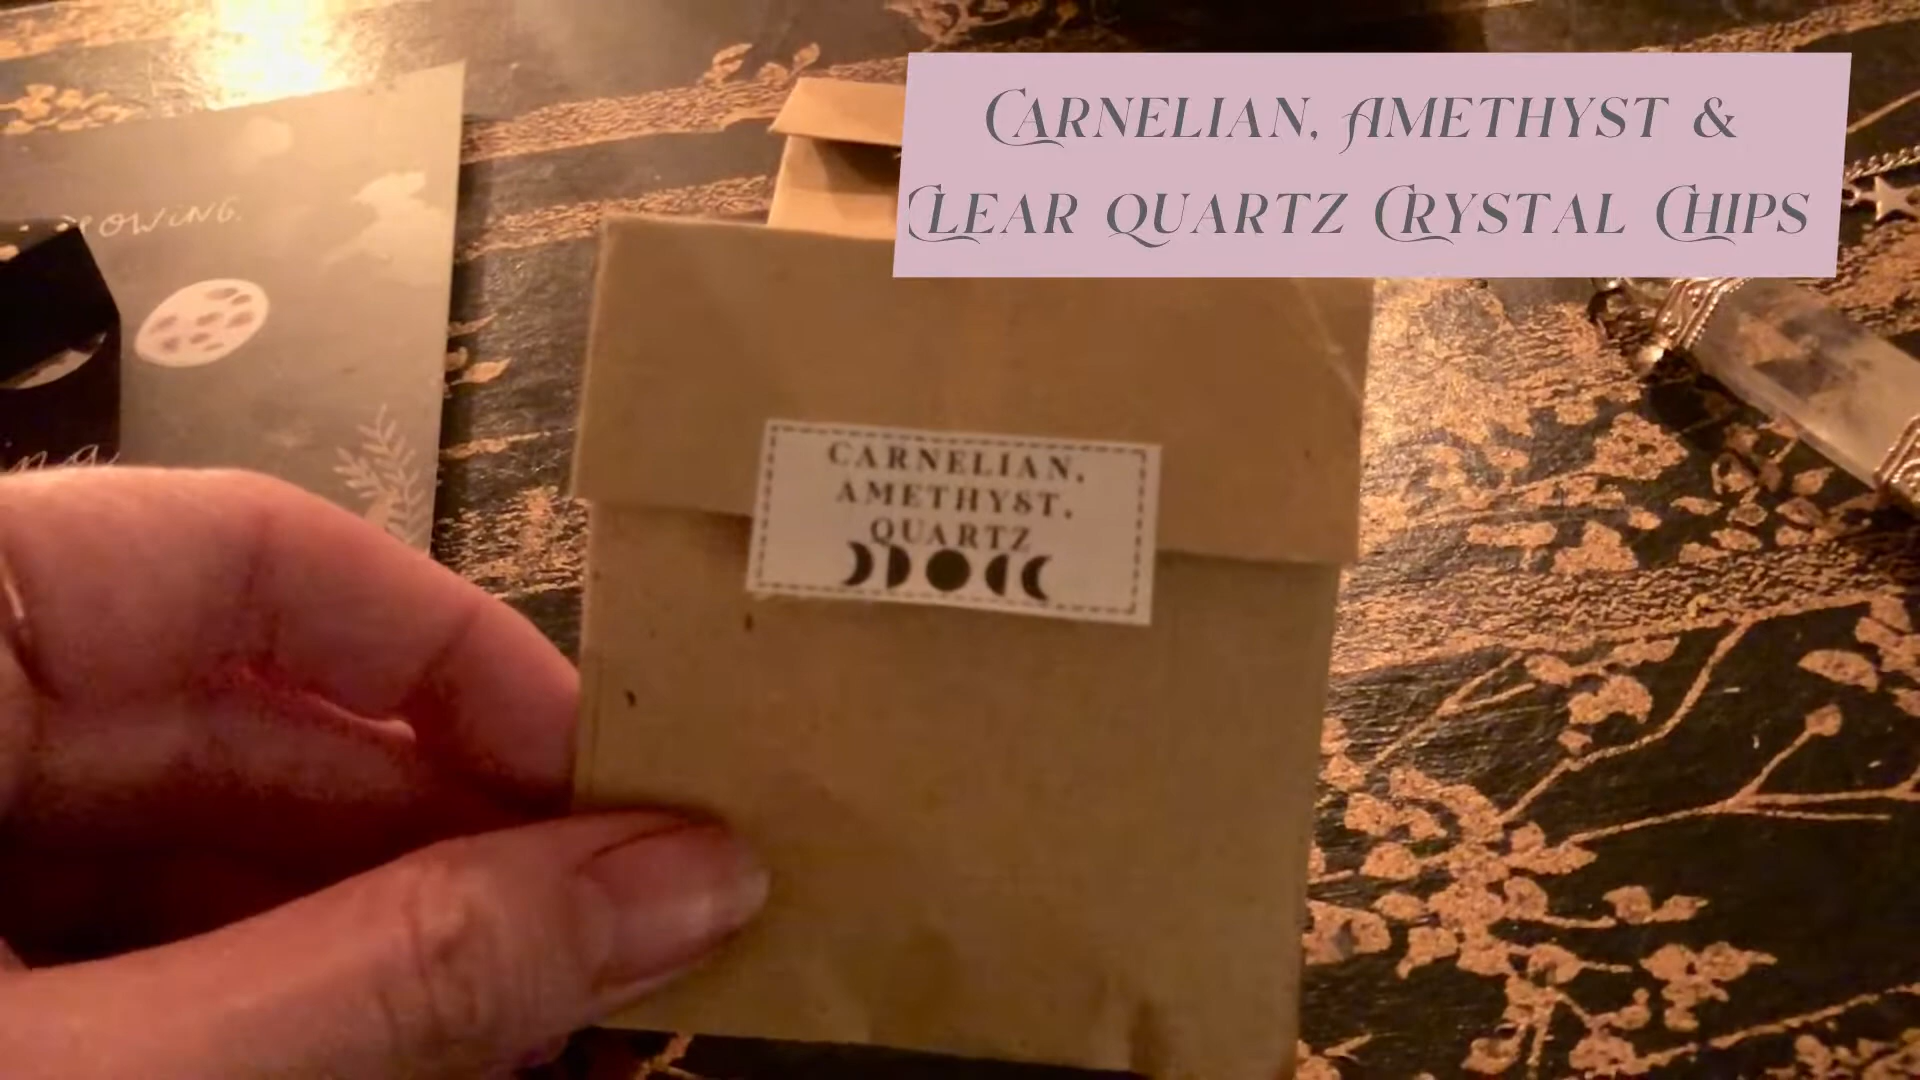 CARNELIAN, AMETHYST &
CLEAR QUARTZ CRYSTAL CHIPS
CARNELIAN,
AMETHYST,
QUARTZ